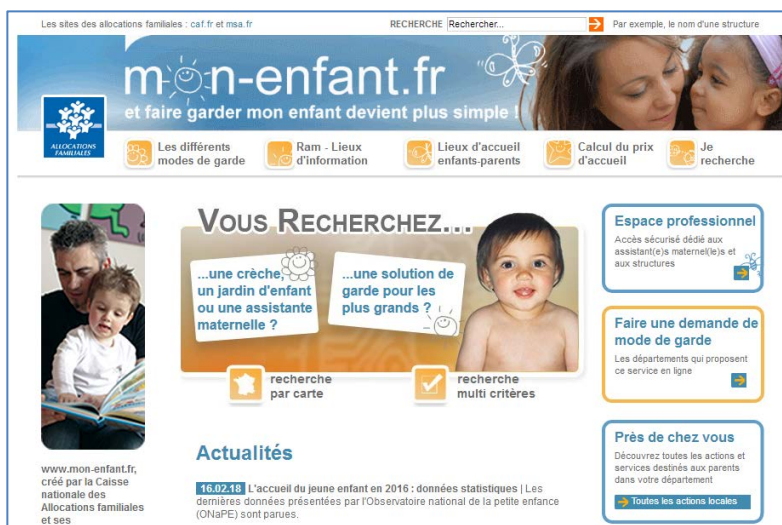 Les sites des allocations familiales : caf.fr et msa.fr
RECHERCHE Rechercher...
Par exemple, le nom d'une structure
mon-enfant.fr
et faire garder mon enfant devient plus simple !
ALLOCATIONS
FAMILIALES
Les différents
modes de garde
Ram - Lieux
d'information
Lieux d'accueil
enfants-parents
Calcul du prix
d'accueil
Je
recherche
VOUS RECHERCHEZ...
...une crèche,
un jardin d'enfant
ou une assistante
maternelle ?
...une solution de
garde pour les
plus grands ?
recherche
par carte
recherche
multi critères
Espace professionnel
Accès sécurisé dédié aux
assistant(e)s maternel(le)s et
aux structures
Faire une demande de
mode de garde
Les départements qui proposent
ce service en ligne
Près de chez vous
Découvrez toutes les actions et
services destinés aux parents
dans votre département
Toutes les actions locales
www.mon-enfant.fr,
créé par la Caisse
nationale des
Allocations familiales
et ses
Actualités
16.02.18 L'accueil du jeune enfant en 2016 : données statistiques | Les
dernières données présentées par l'Observatoire national de la petite enfance
(ONaPE) sont parues.